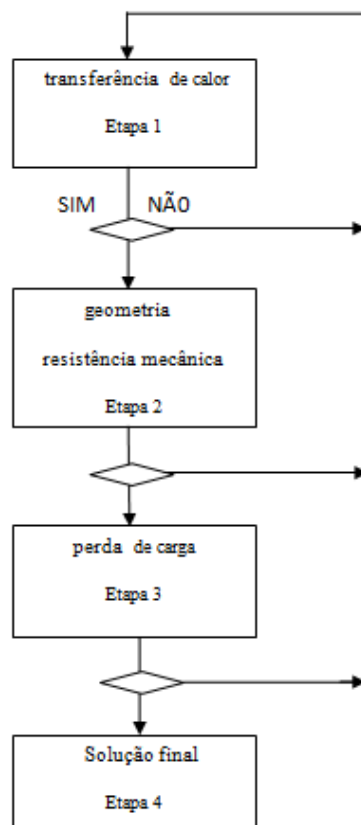 transferência de calor
Etapa 1
SIM NÃO
geometria
resistência mecânica
Etapa 2
perda de carga
Etapa 3
Solução final
Etapa 4